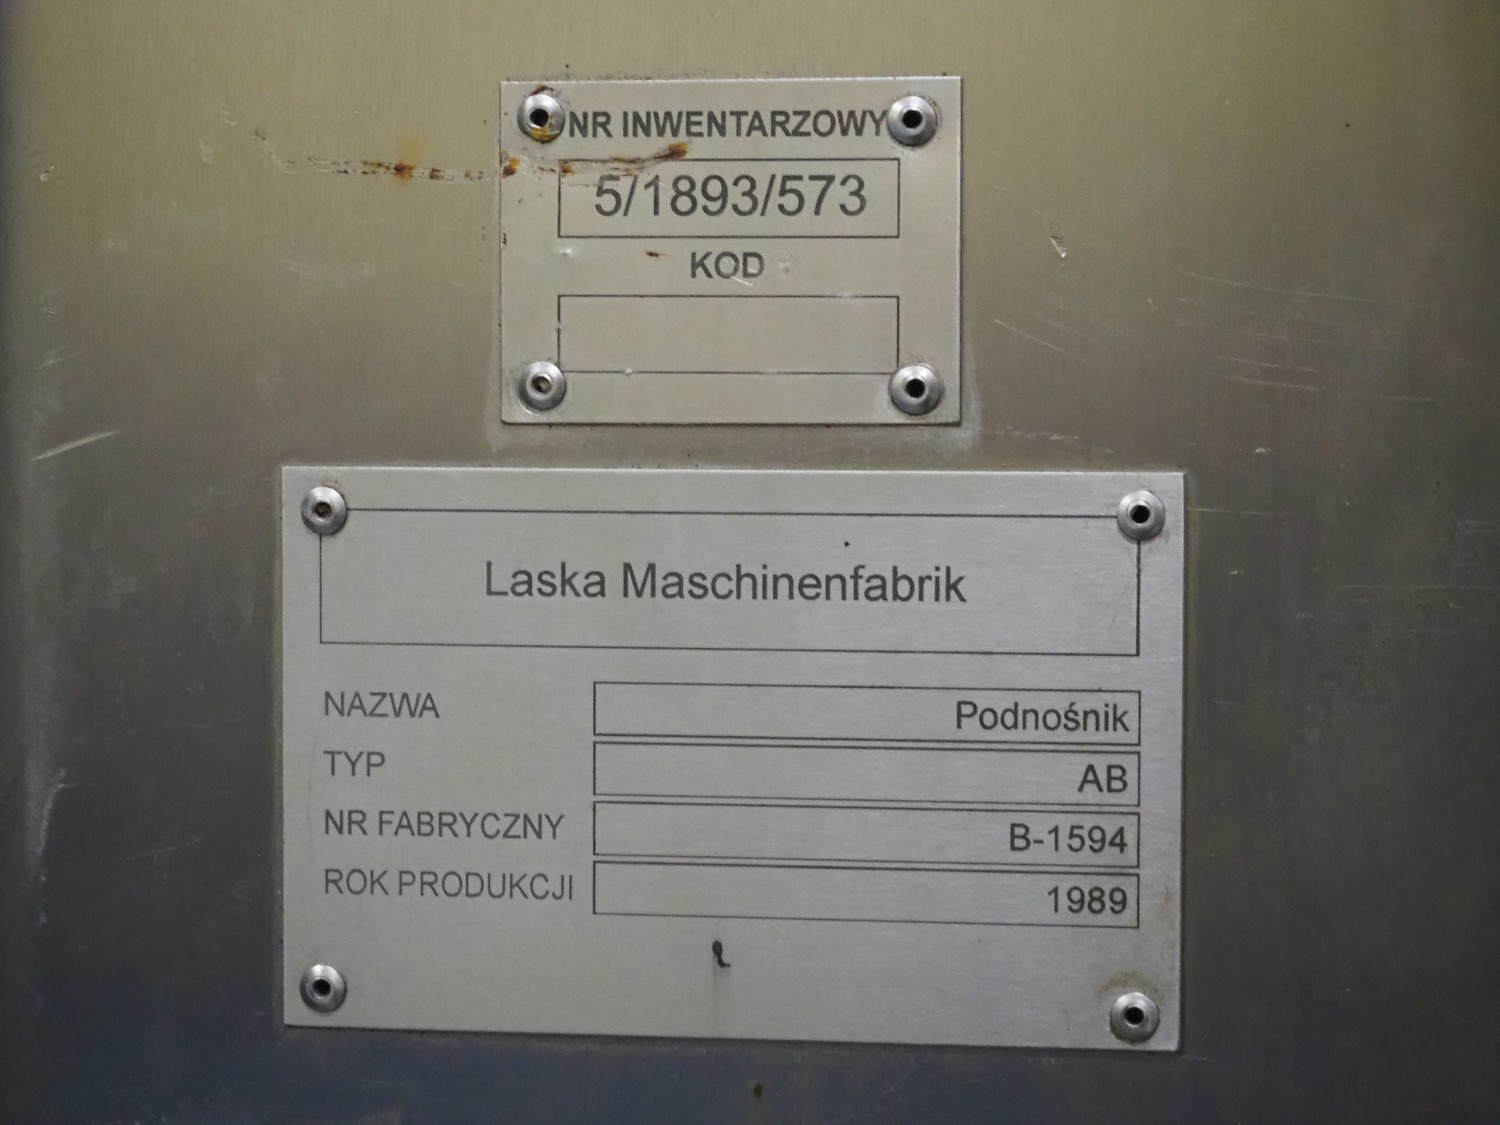 NR INWENTARZOWY
5/1893/573
KOD
Laska Maschinenfabrik
NAZWA Podnośnik
TYP AB
NR FABRYCZNY B-1594
ROK PRODUKCJI 1989